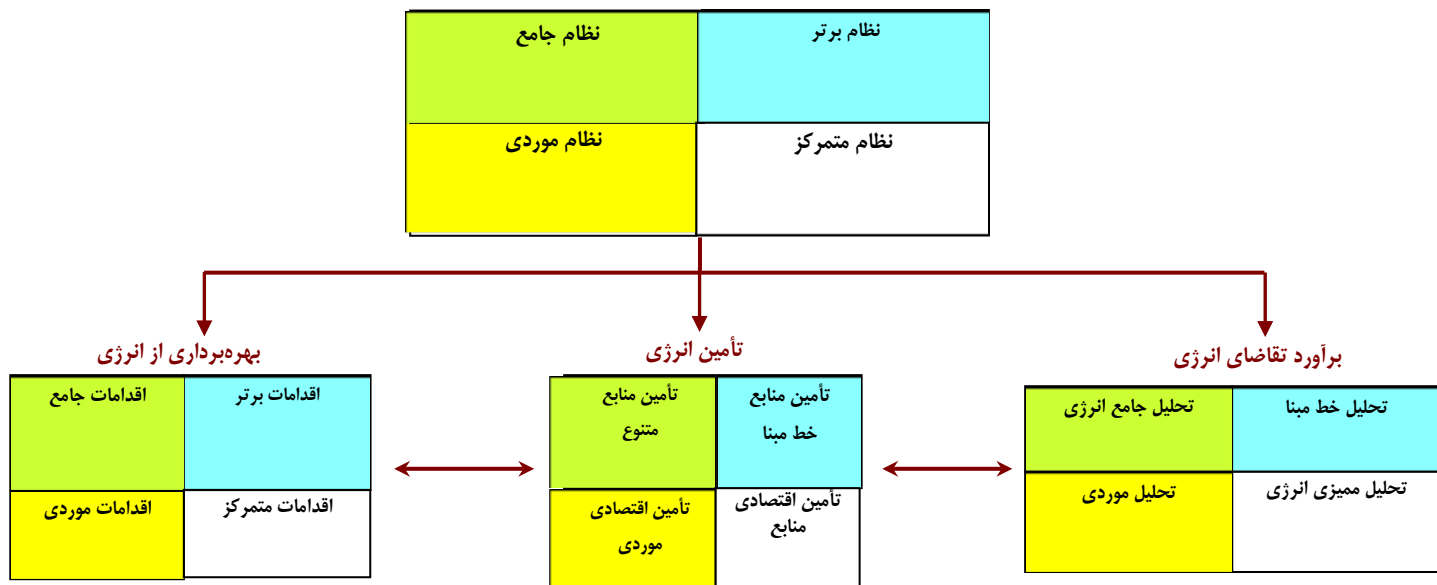 نظام برتر
نظام جامع
نظام متمرکز
نظام موردی
برآورد تقاضای انرژی
تحلیل خط مبنا
تحلیل جامع انرژی
تحلیل ممیزی انرژی
تحلیل موردی
تأمین انرژی
تأمین منابع
خط مبنا
تأمین منابع
متنوع
تأمین اقتصادی
منابع
تأمین اقتصادی
موردی
بهره‌برداری از انرژی
اقدامات برتر
اقدامات جامع
اقدامات متمرکز
اقدامات موردی